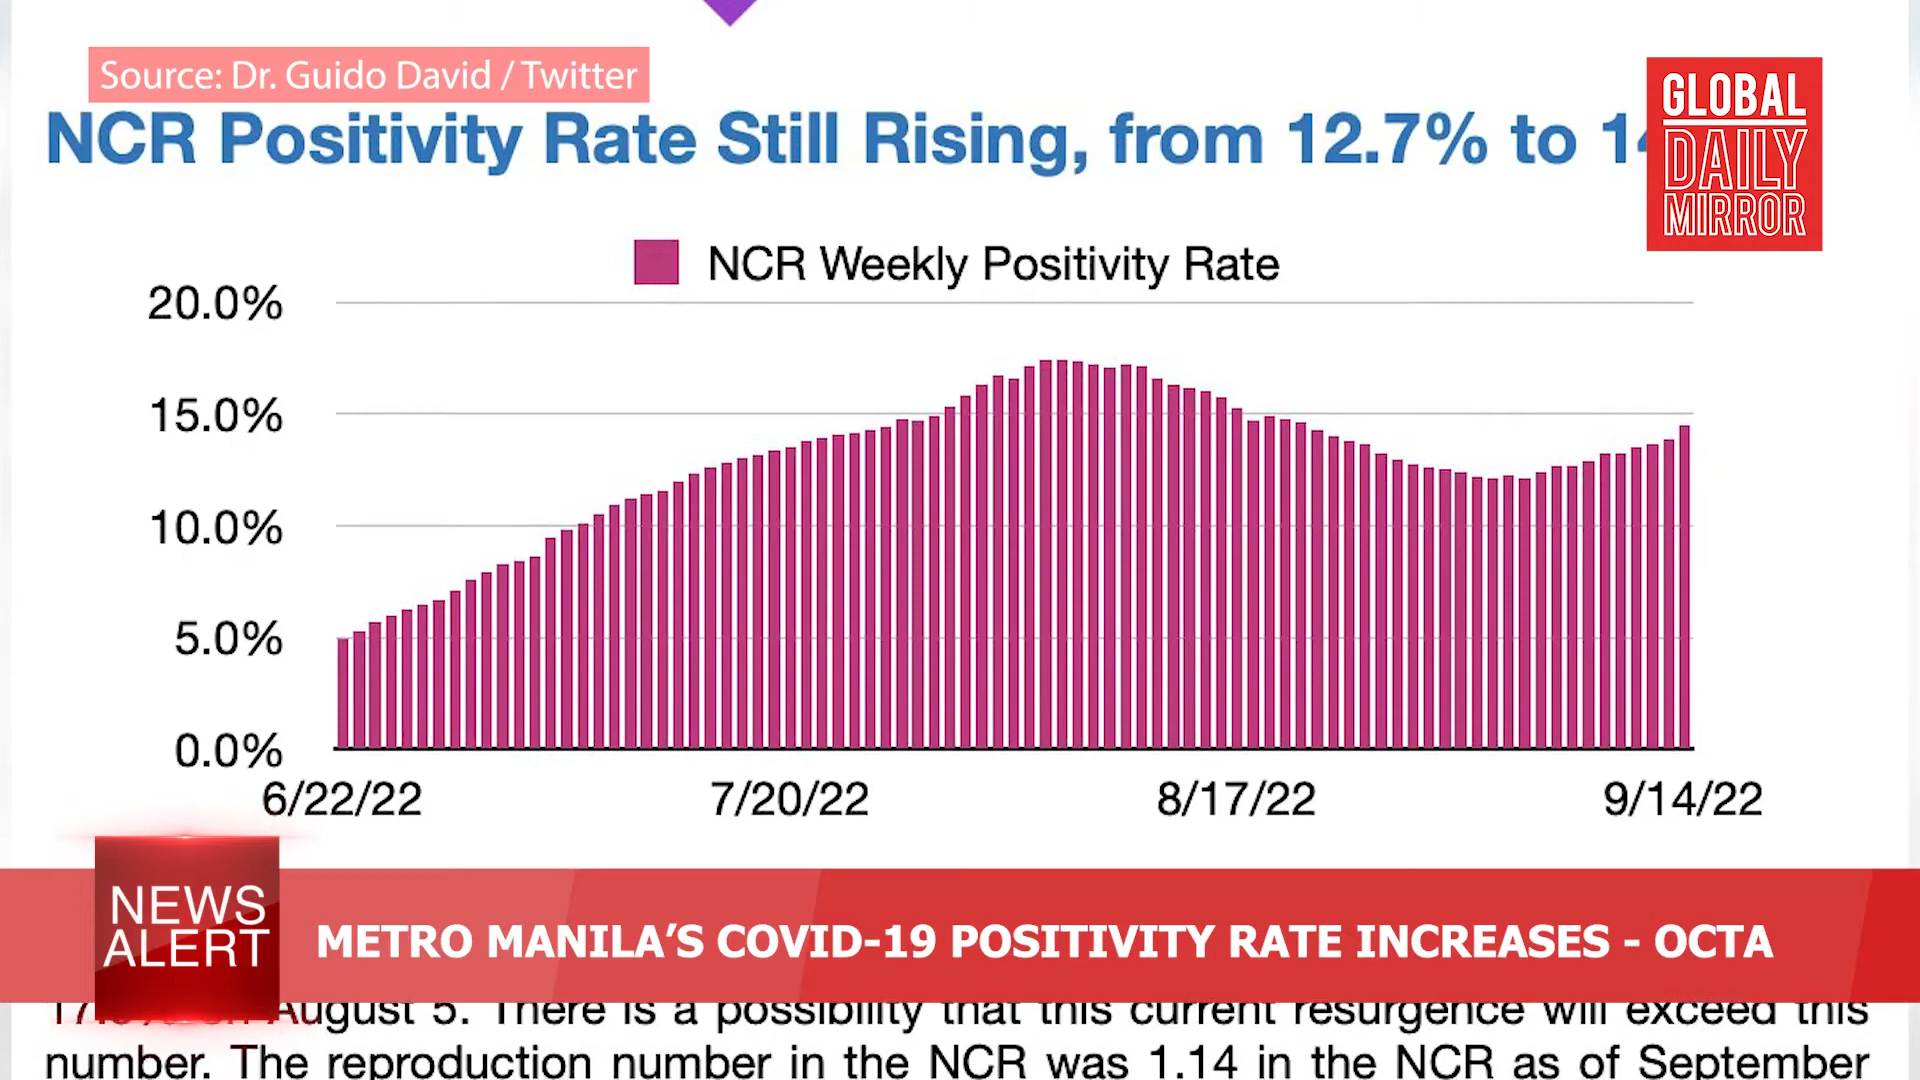 Source: Dr. Guido David / Twitter
NCR Positivity Rate Still Rising, from 12.7% to
GLOBAL
DAILY
MIRROR
NCR Weekly Positivity Rate
20.0%
15.0%
10.0%
5.0%
0.0%
6/22/22 7/20/22 8/17/22 9/14/22
NEWS
ALERT
METRO MANILA’S COVID-19 POSITIVITY RATE INCREASES - OCTA
August 5. There is a possibility that this current resurgence will exceed this
number. The reproduction number in the NCR was 1.14 in the NCR as of September